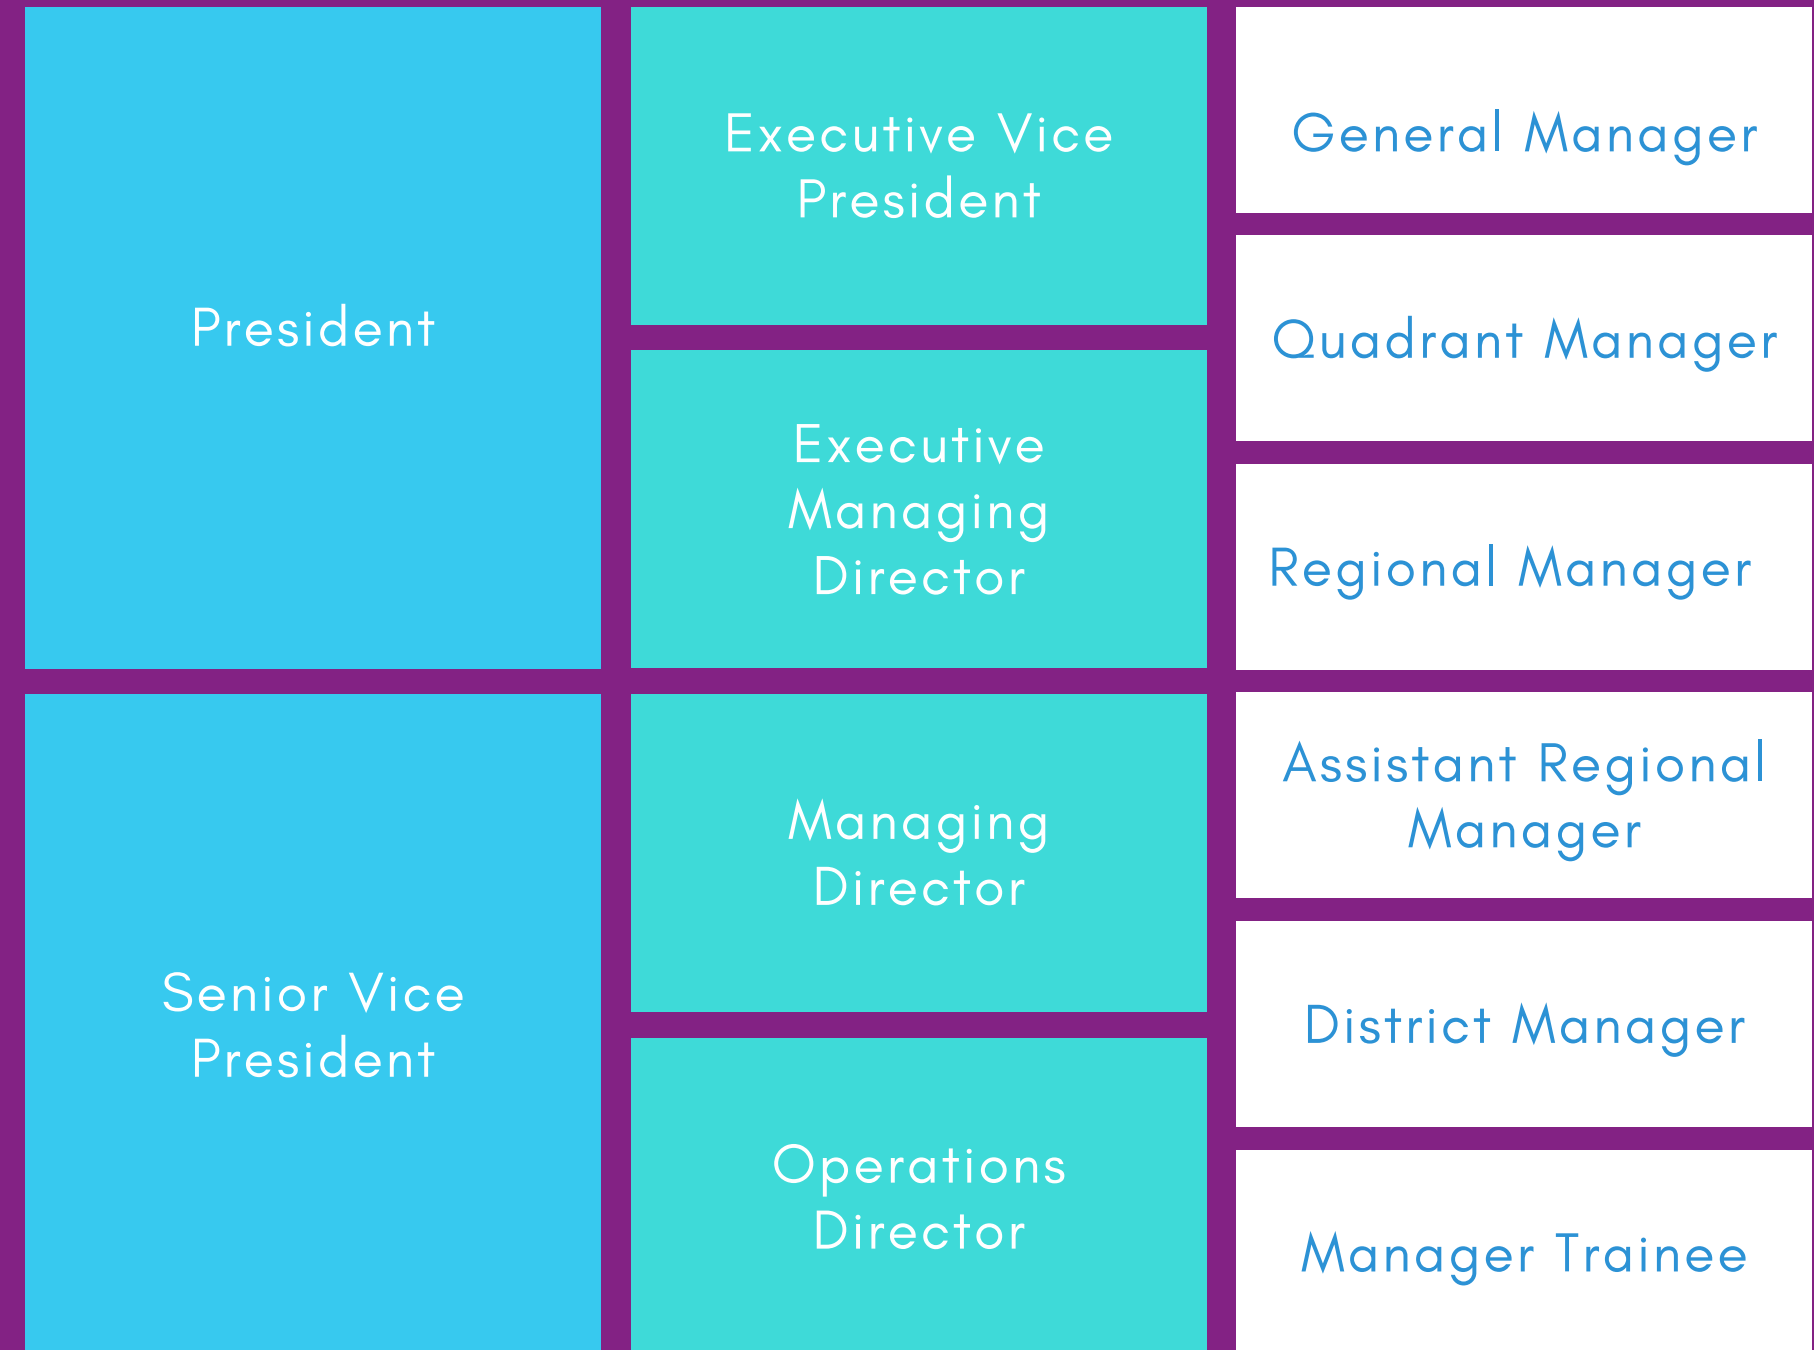 President
Senior Vice
President
Executive Vice
President
Executive
Managing
Director
Managing
Director
Operations
Director
General Manager
Quadrant Manager
Regional Manager
Assistant Regional
Manager
District Manager
Manager Trainee